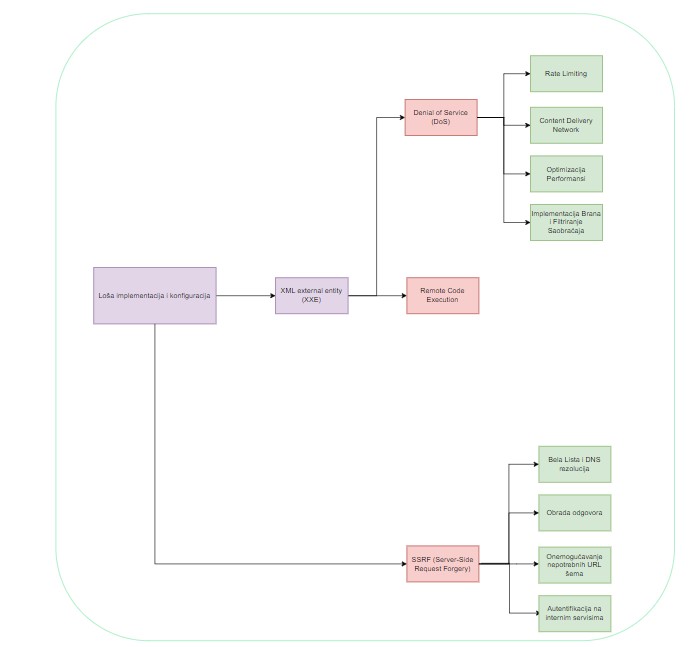 Rate Limiting
Denial of Service
(DoS)
Content Delivery
Network
Optimizacija
Performansi
Implementacija Brana
i Filtriranje
Saobraćaja
Loša implementacija i konfiguracija
XML external entity
(XXE)
Remote Code
Execution
Bela Lista i DNS
rezolucija
Obrada odgovora
SSRF (Server-Side
Request Forgery)
Onemogućavanje
nepotrebnih URL
šema
Autentifikacija na
internim servisima